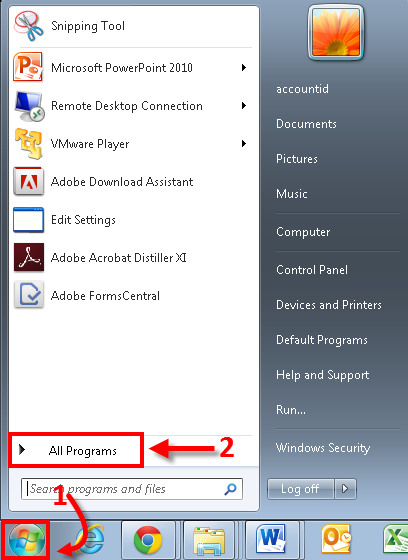 Snipping Tool
Microsoft PowerPoint 2010
Remote Desktop Connection
VMware Player
Adobe Download Assistant
Edit Settings
Adobe Acrobat Distiller XI
Adobe FormsCentral
All Programs
2
Search programs and files
1
accountid
Documents
Pictures
Music
Computer
Control Panel
Devices and Printers
Default Programs
Help and Support
Run...
Windows Security
Log off